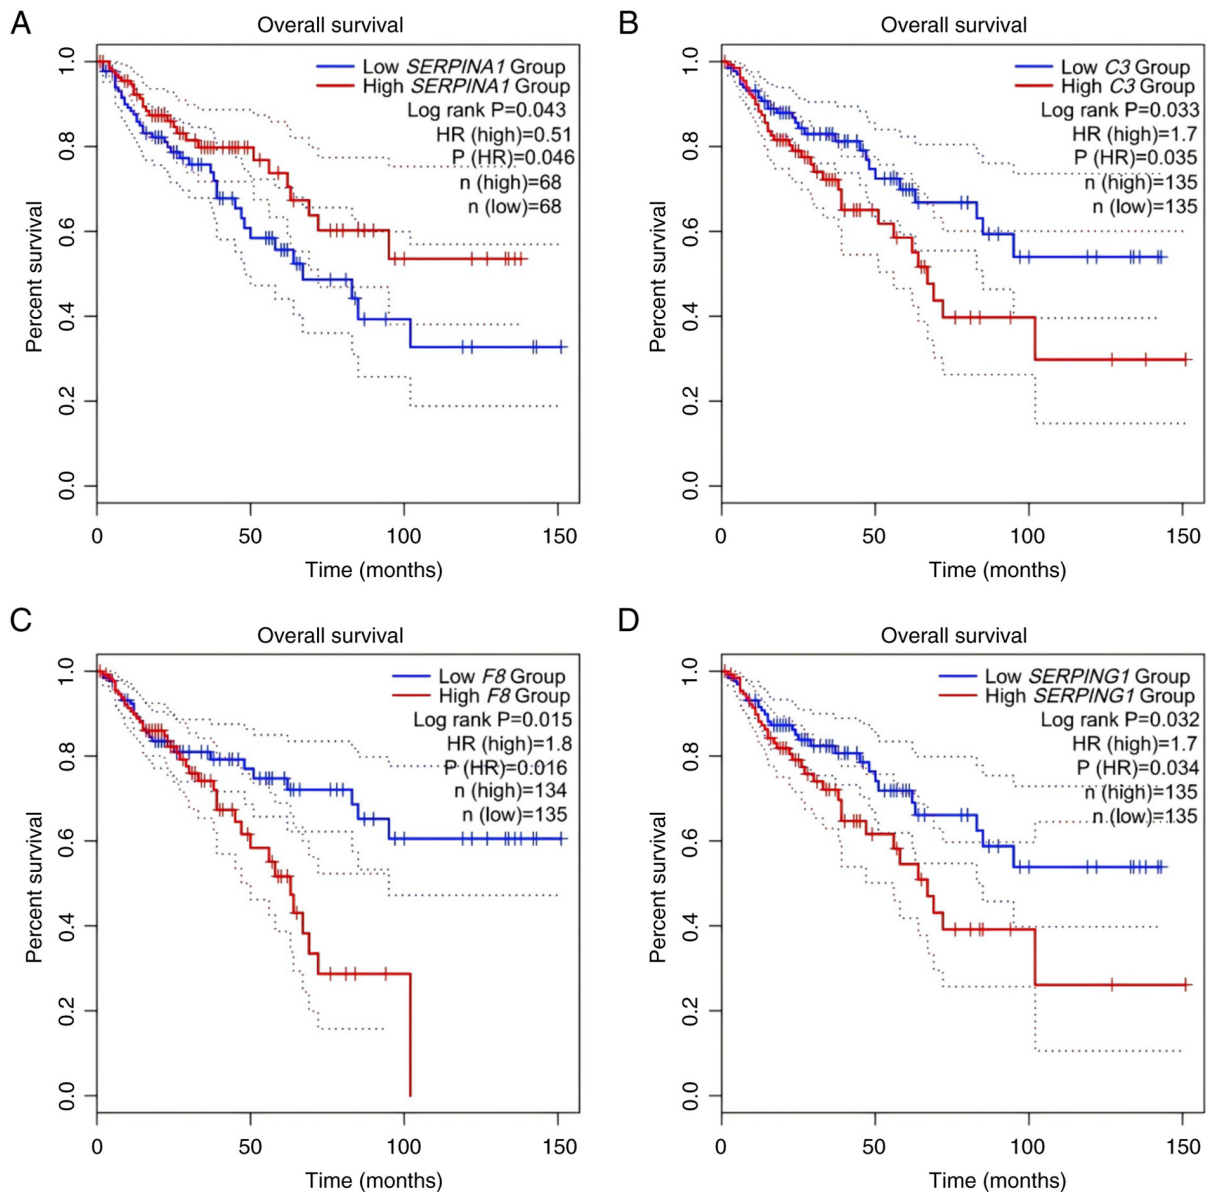 A
Overall survival
Low SERPINA1 Group
High SERPINA1 Group
Log rank P=0.043
HR (high)=0.51
P (HR)=0.046
n (high)=68
n (low)=68
Percent survival
1.0
0.8
0.6
0.4
0.2
0.0
0 50 100 150
Time (months)
B
Overall survival
Low C3 Group
High C3 Group
Log rank P=0.033
HR (high)=1.7
P (HR)=0.035
n (high)=135
n (low)=135
Percent survival
1.0
0.8
0.6
0.4
0.2
0.0
0 50 100 150
Time (months)
C
Overall survival
Low F8 Group
High F8 Group
Log rank P=0.015
HR (high)=1.8
P (HR)=0.016
n (high)=134
n (low)=135
Percent survival
1.0
0.8
0.6
0.4
0.2
0.0
0 50 100 150
Time (months)
D
Overall survival
Low SERPING1 Group
High SERPING1 Group
Log rank P=0.032
HR (high)=1.7
P (HR)=0.034
n (high)=135
n (low)=135
Percent survival
1.0
0.8
0.6
0.4
0.2
0.0
0 50 100 150
Time (months)